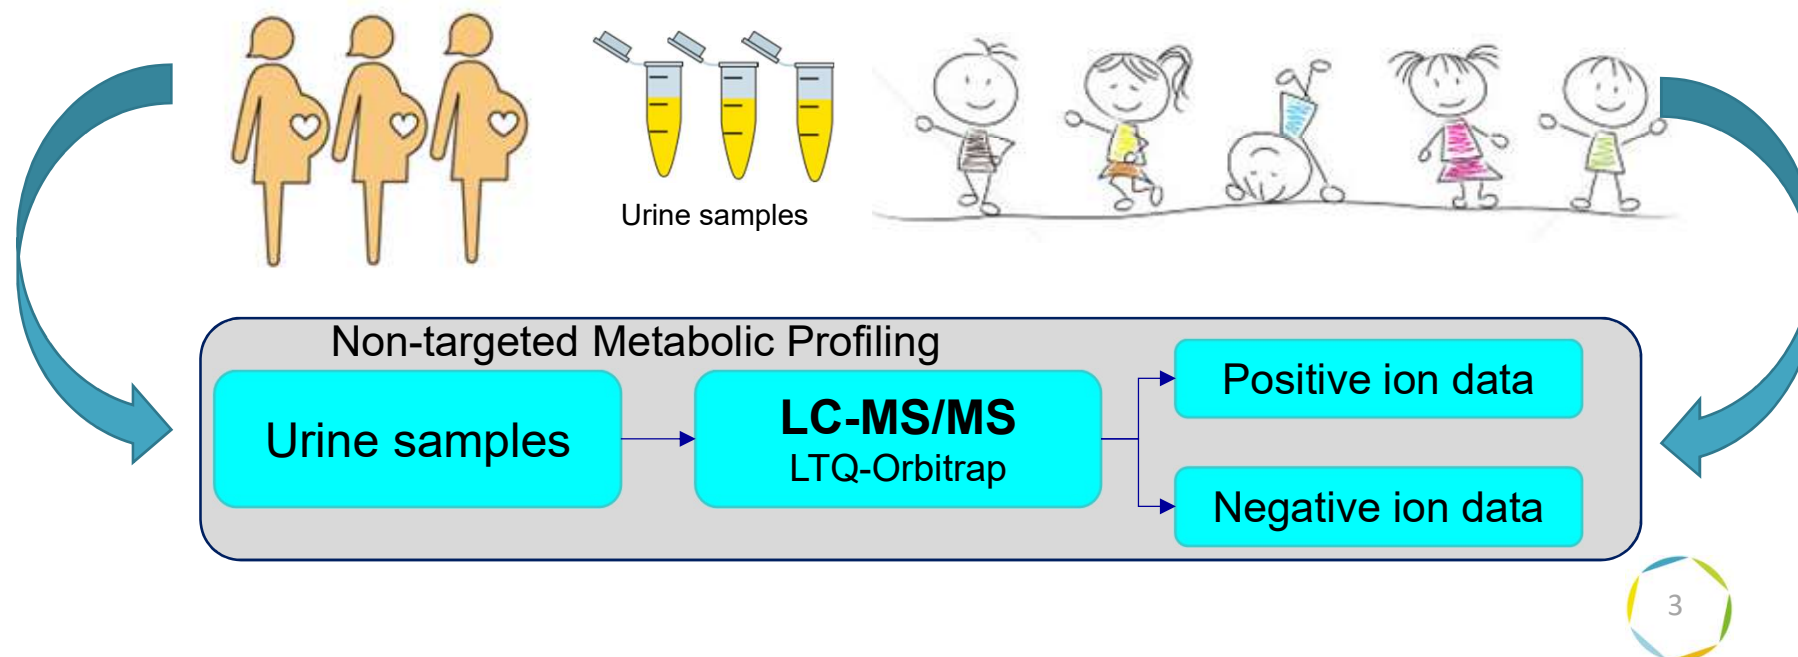 Urine samples
Non-targeted Metabolic Profiling
Urine samples
LC-MS/MS
LTQ-Orbitrap
Positive ion data
Negative ion data
3